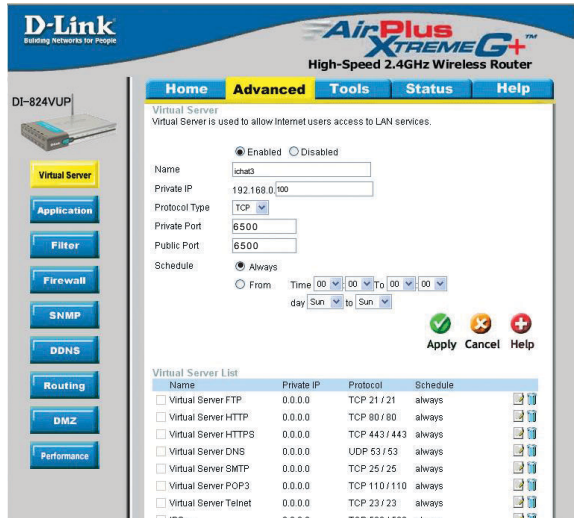 D-Link
Building Networks for People
AirPlus
XTREME G+™
High-Speed 2.4GHz Wireless Router
DI-824VUP
Home Advanced Tools Status Help
Virtual Server
Application
Filter
Firewall
SNMP
DDNS
Routing
DMZ
Performance
Virtual Server
Virtual Server is used to allow Internet users access to LAN services.
Enabled Disabled
Name ichat3
Private IP 192.168.0.100
Protocol Type TCP
Private Port 6500
Public Port 6500
Schedule Always
From Time 00 : 00 To 00 : 00
day Sun to Sun
Apply Cancel Help
Virtual Server List
Name Private IP Protocol Schedule
Virtual Server FTP 0.0.0.0 TCP 21 / 21 always
Virtual Server HTTP 0.0.0.0 TCP 80 / 80 always
Virtual Server HTTPS 0.0.0.0 TCP 443 / 443 always
Virtual Server DNS 0.0.0.0 UDP 53 / 53 always
Virtual Server SMTP 0.0.0.0 TCP 25 / 25 always
Virtual Server POP3 0.0.0.0 TCP 110 / 110 always
Virtual Server Telnet 0.0.0.0 TCP 23 / 23 always